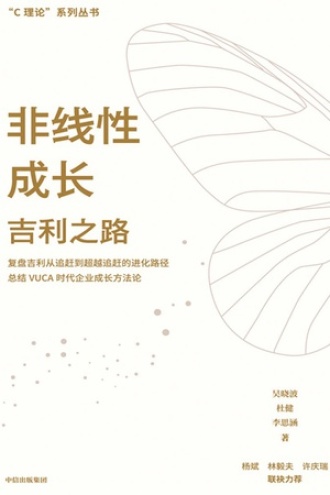 “C 理论”系列丛书
非线性
成长
吉利之路
复盘吉利从追赶到超越追赶的进化路径
总结 VUCA 时代企业成长方法论
吴晓波
杜健
李思涵
著
杨斌 林毅夫 许庆瑞
联袂力荐
中信出版集团